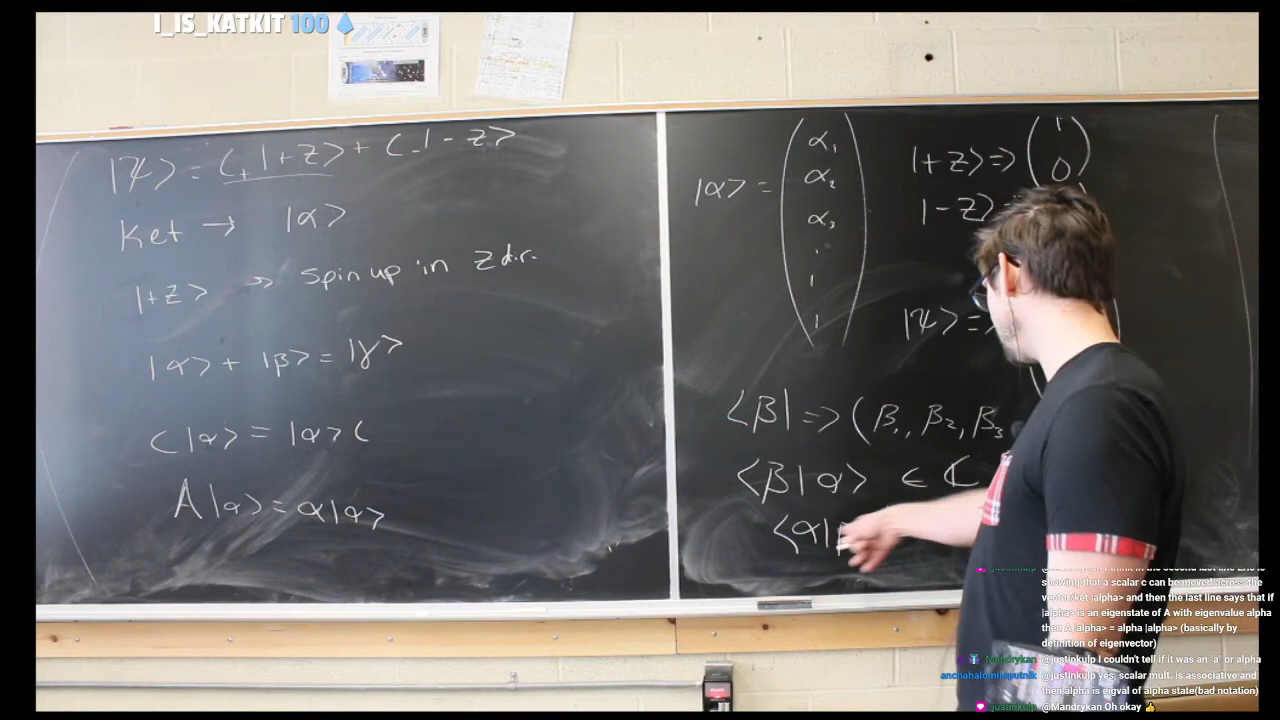 I_IS_KATKIT 100
|ψ> = C₊|+z> + C₋|-z>
Ket → |α>
|+z> → spin up in z dir.
|α> + |β> = |γ>
C|α> = |α>C
A|α> = α|α>
|α> = (α₁ α₂ α₃
|+z> => (1 0)
|-z>
|ψ> =>
<β| => (β₁, β₂, β₃
<β|α> ∈ ℂ
<α|
showing that a scalar c can be moved across the
vector/ket |alpha> and then the last line says that if
|alpha> is an eigenstate of A with eigenvalue alpha
then A |alpha> = alpha |alpha> (basically by
definition of eigenvector)
Mandrykan @justinkulp I couldn't tell if it was an 'a' or alpha
@justinkulp yes, scalar mult. is associative and
then alpha is eigval of alpha state(bad notation)
justinkulp @Mandrykan Oh okay 👍